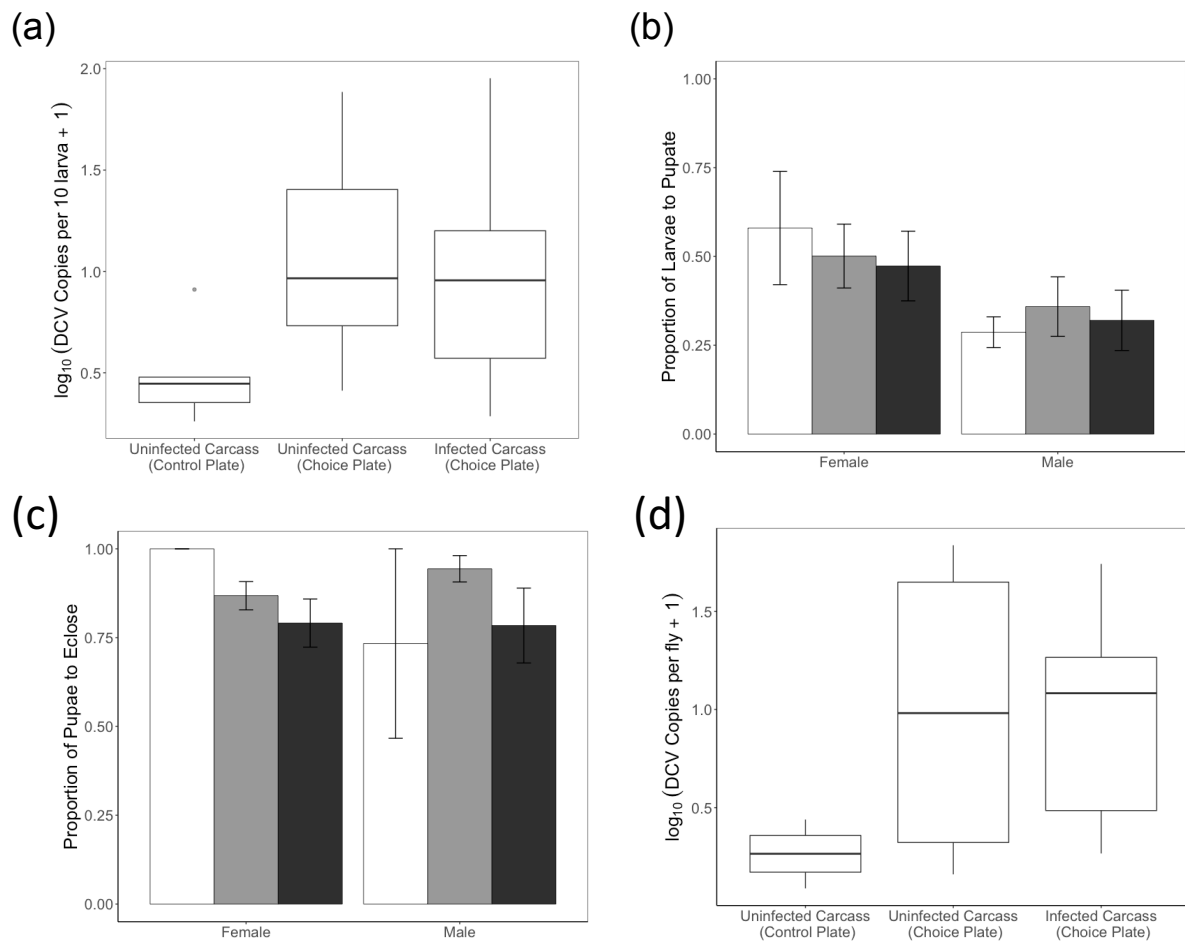 (a)
log10 (DCV Copies per 10 larva + 1)
2.0
1.5
1.0
0.5
Uninfected Carcass
(Control Plate)
Uninfected Carcass
(Choice Plate)
Infected Carcass
(Choice Plate)
(b)
Proportion of Larvae to Pupate
1.00
0.75
0.50
0.25
0.00
Female
Male
(c)
Proportion of Pupae to Eclose
1.00
0.75
0.50
0.25
0.00
Female
Male
(d)
log10 (DCV Copies per fly + 1)
1.5
1.0
0.5
Uninfected Carcass
(Control Plate)
Uninfected Carcass
(Choice Plate)
Infected Carcass
(Choice Plate)